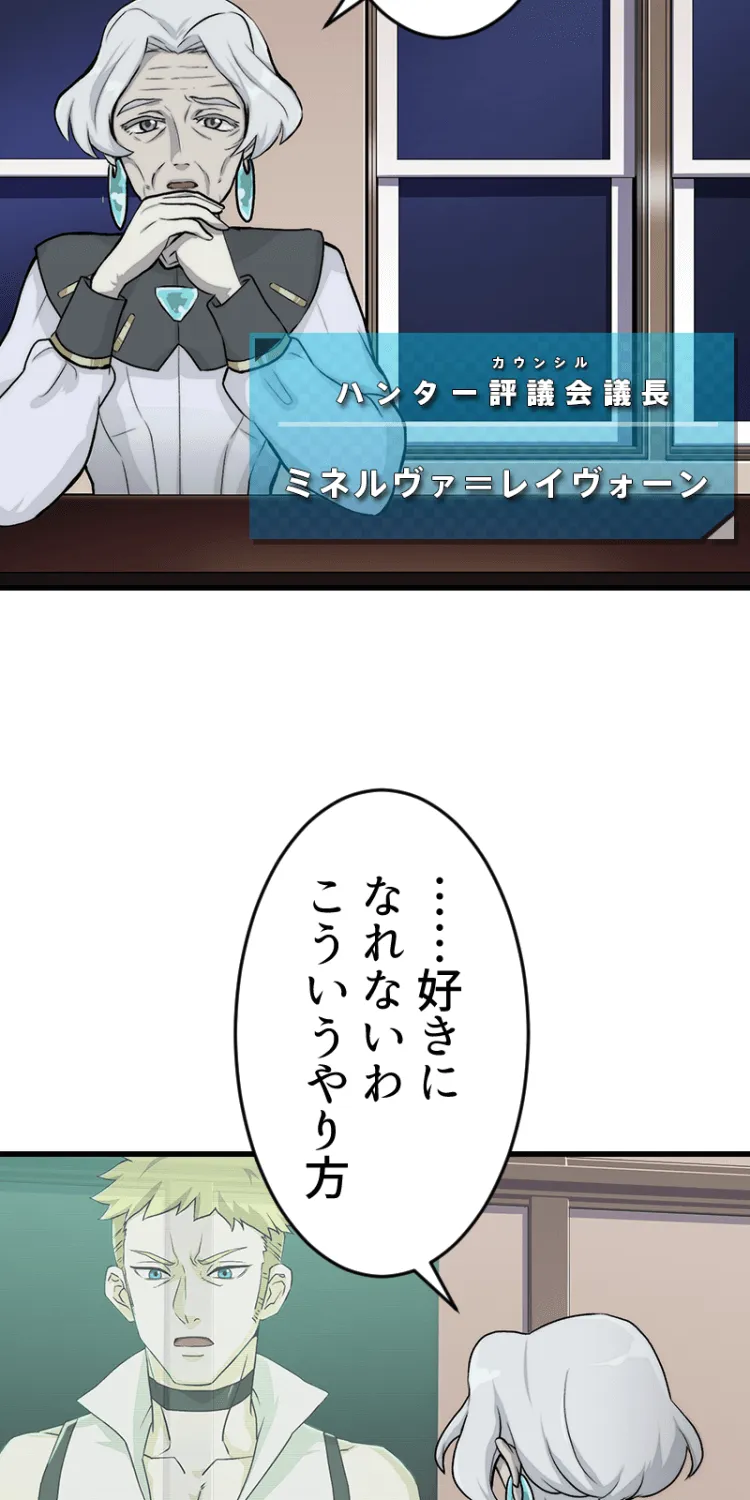 カウンシル
ハンター評議会議長
ミネルヴァ＝レイヴォーン
……好きに
なれないわ
こういうやり方